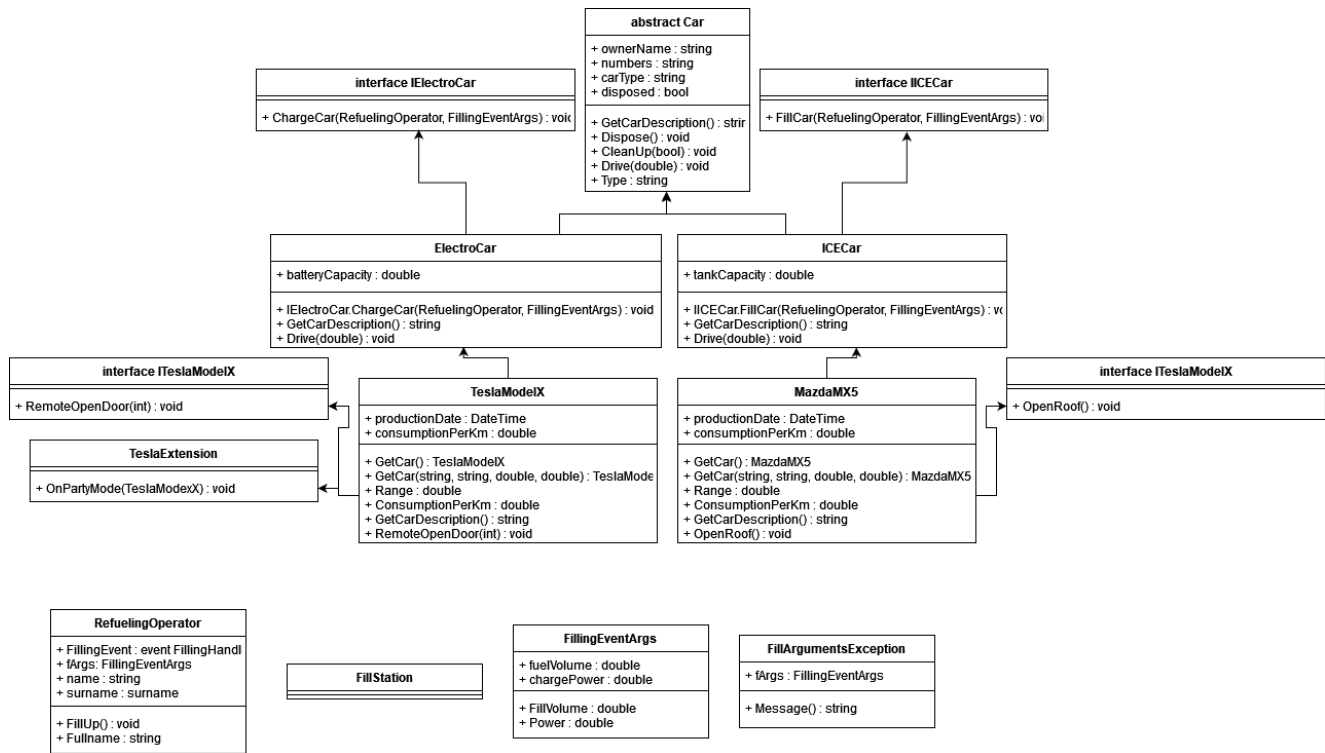 abstract Car
+ ownerName : string
+ numbers : string
+ carType : string
+ disposed : bool
+ GetCarDescription() : strir
+ Dispose() : void
+ CleanUp(bool) : void
+ Drive(double) : void
+ Type : string
interface IElectroCar
+ ChargeCar(RefuelingOperator, FillingEventArgs) : void
interface IICECar
+ FillCar(RefuelingOperator, FillingEventArgs) : voi
ElectroCar
+ batteryCapacity : double
+ IElectroCar.ChargeCar(RefuelingOperator, FillingEventArgs) : void
+ GetCarDescription() : string
+ Drive(double) : void
ICECar
+ tankCapacity : double
+ IICECar.FillCar(RefuelingOperator, FillingEventArgs) : vo
+ GetCarDescription() : string
+ Drive(double) : void
interface ITeslaModelX
+ RemoteOpenDoor(int) : void
TeslaExtension
+ OnPartyMode(TeslaModexX) : void
TeslaModelX
+ productionDate : DateTime
+ consumptionPerKm : double
+ GetCar() : TeslaModelX
+ GetCar(string, string, double, double) : TeslaMode
+ Range : double
+ ConsumptionPerKm : double
+ GetCarDescription() : string
+ RemoteOpenDoor(int) : void
MazdaMX5
+ productionDate : DateTime
+ consumptionPerKm : double
+ GetCar() : MazdaMX5
+ GetCar(string, string, double, double) : MazdaMX5
+ Range : double
+ ConsumptionPerKm : double
+ GetCarDescription() : string
+ OpenRoof() : void
interface ITeslaModelX
+ OpenRoof() : void
RefuelingOperator
+ FillingEvent : event FillingHandl
+ fArgs: FillingEventArgs
+ name : string
+ surname : surname
+ FillUp() : void
+ Fullname : string
FillStation
FillingEventArgs
+ fuelVolume : double
+ chargePower : double
+ FillVolume : double
+ Power : double
FillArgumentsException
+ fArgs : FillingEventArgs
+ Message() : string